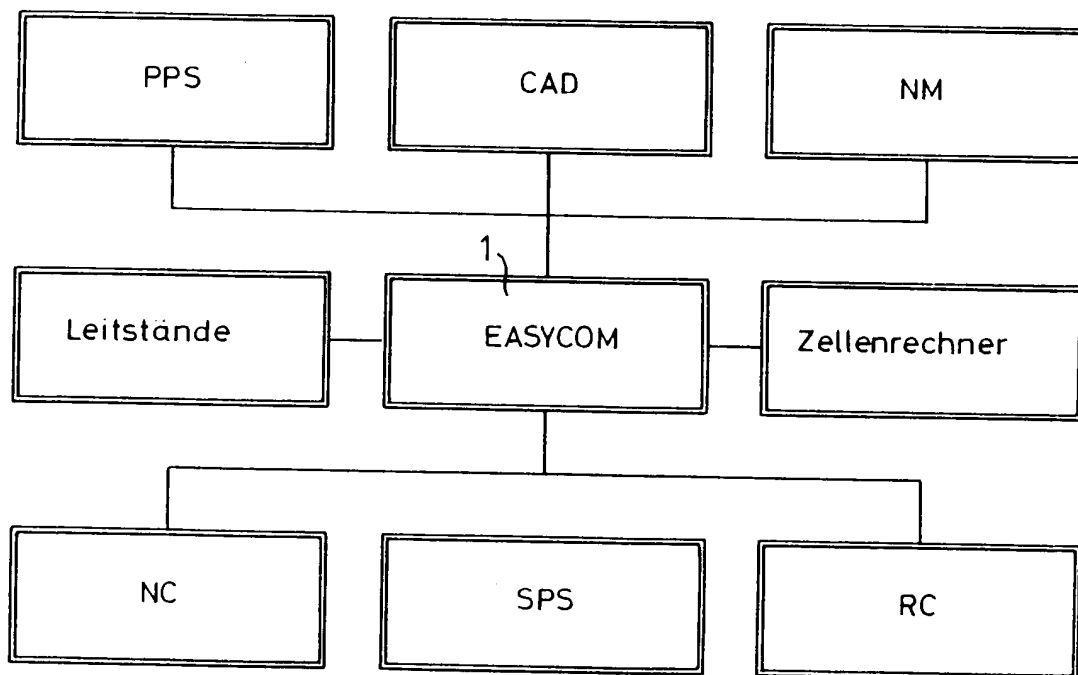 PPS
CAD
NM
1
Leitstände
EASYCOM
Zellenrechner
NC
SPS
RC